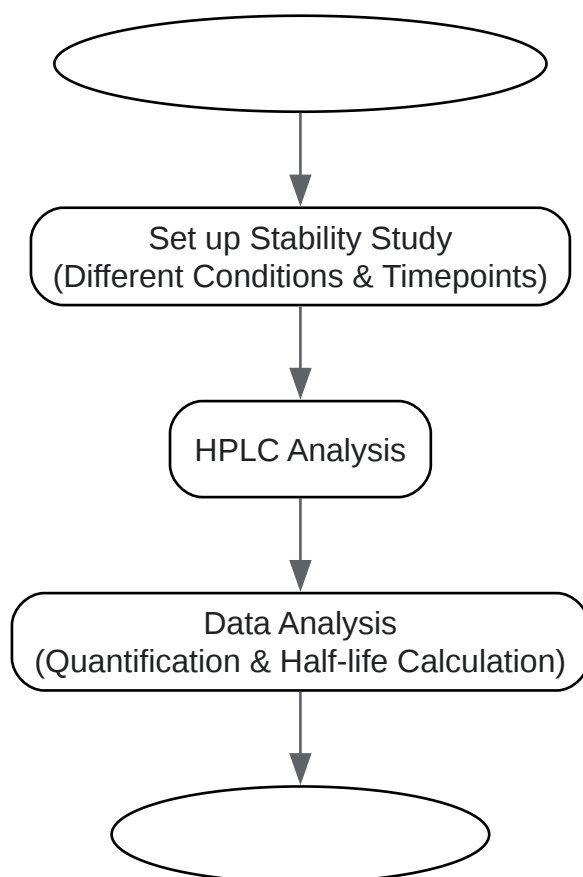 Set up Stability Study
(Different Conditions & Timepoints)
HPLC Analysis
Data Analysis
(Quantification & Half-life Calculation)